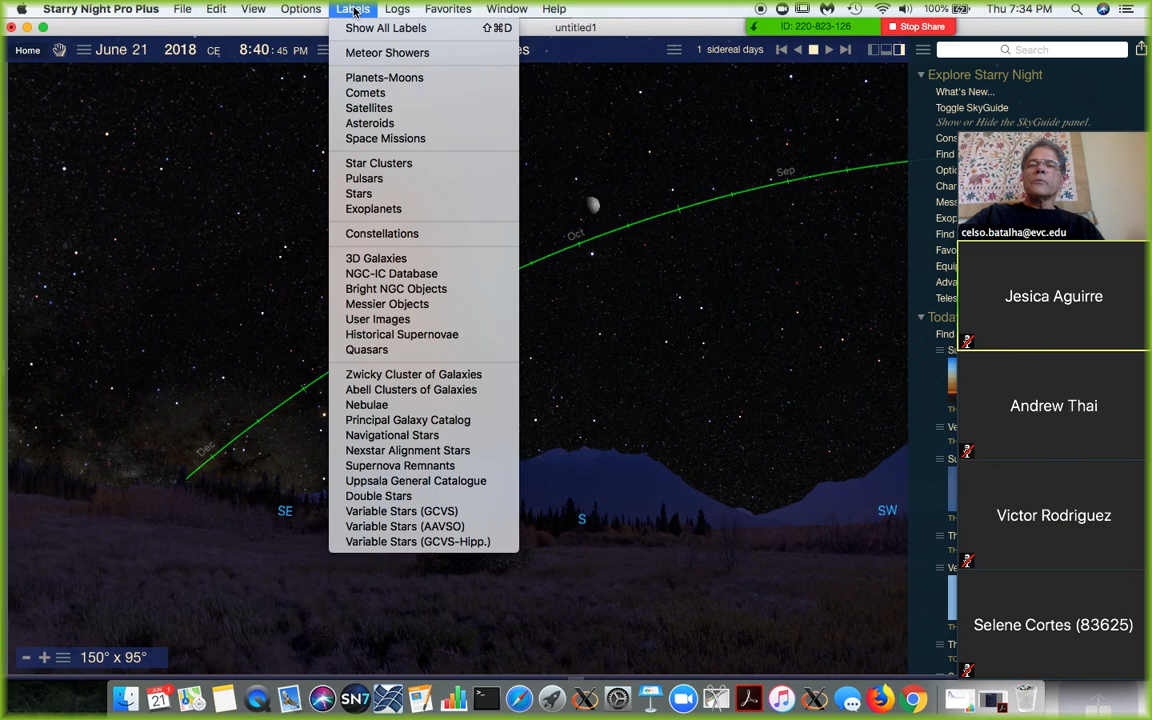 Starry Night Pro Plus File Edit View Options Labels Logs Favorites Window Help 100% Thu 7:34 PM
untitled1
ID: 220-823-126 Stop Share
Home June 21 2018 CE 8:40:45 PM 1 sidereal days Search
Show All Labels ⇧⌘D
Meteor Showers
Planets-Moons
Comets
Satellites
Asteroids
Space Missions
Star Clusters
Pulsars
Stars
Exoplanets
Constellations
3D Galaxies
NGC-IC Database
Bright NGC Objects
Messier Objects
User Images
Historical Supernovae
Quasars
Zwicky Cluster of Galaxies
Abell Clusters of Galaxies
Nebulae
Principal Galaxy Catalog
Navigational Stars
Nexstar Alignment Stars
Supernova Remnants
Uppsala General Catalogue
Double Stars
Variable Stars (GCVS)
Variable Stars (AAVSO)
Variable Stars (GCVS-Hipp.)
Sep
Oct
Dec
SE
S
SW
150° x 95°
Explore Starry Night
What's New...
Toggle SkyGuide
Show or Hide the SkyGuide panel.
Find
celso.batalha@evc.edu
Jesica Aguirre
Andrew Thai
Victor Rodriguez
Selene Cortes (83625)
21
SN7